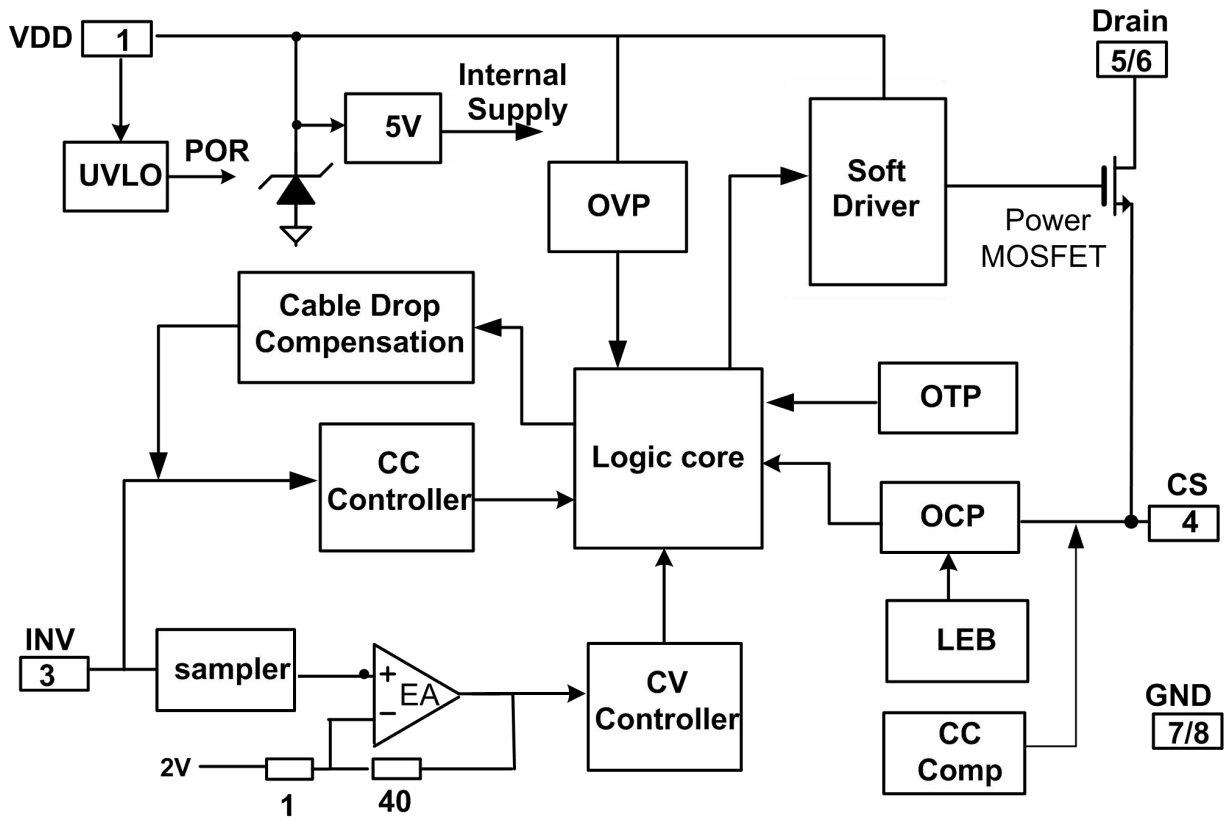 VDD
1
Drain
5/6
Internal
Supply
5V
UVLO
POR
OVP
Soft
Driver
Power
MOSFET
Cable Drop
Compensation
OTP
CC
Controller
Logic core
OCP
CS
4
LEB
INV
3
sampler
+
EA
−
CV
Controller
GND
7/8
CC
Comp
2V
1
40